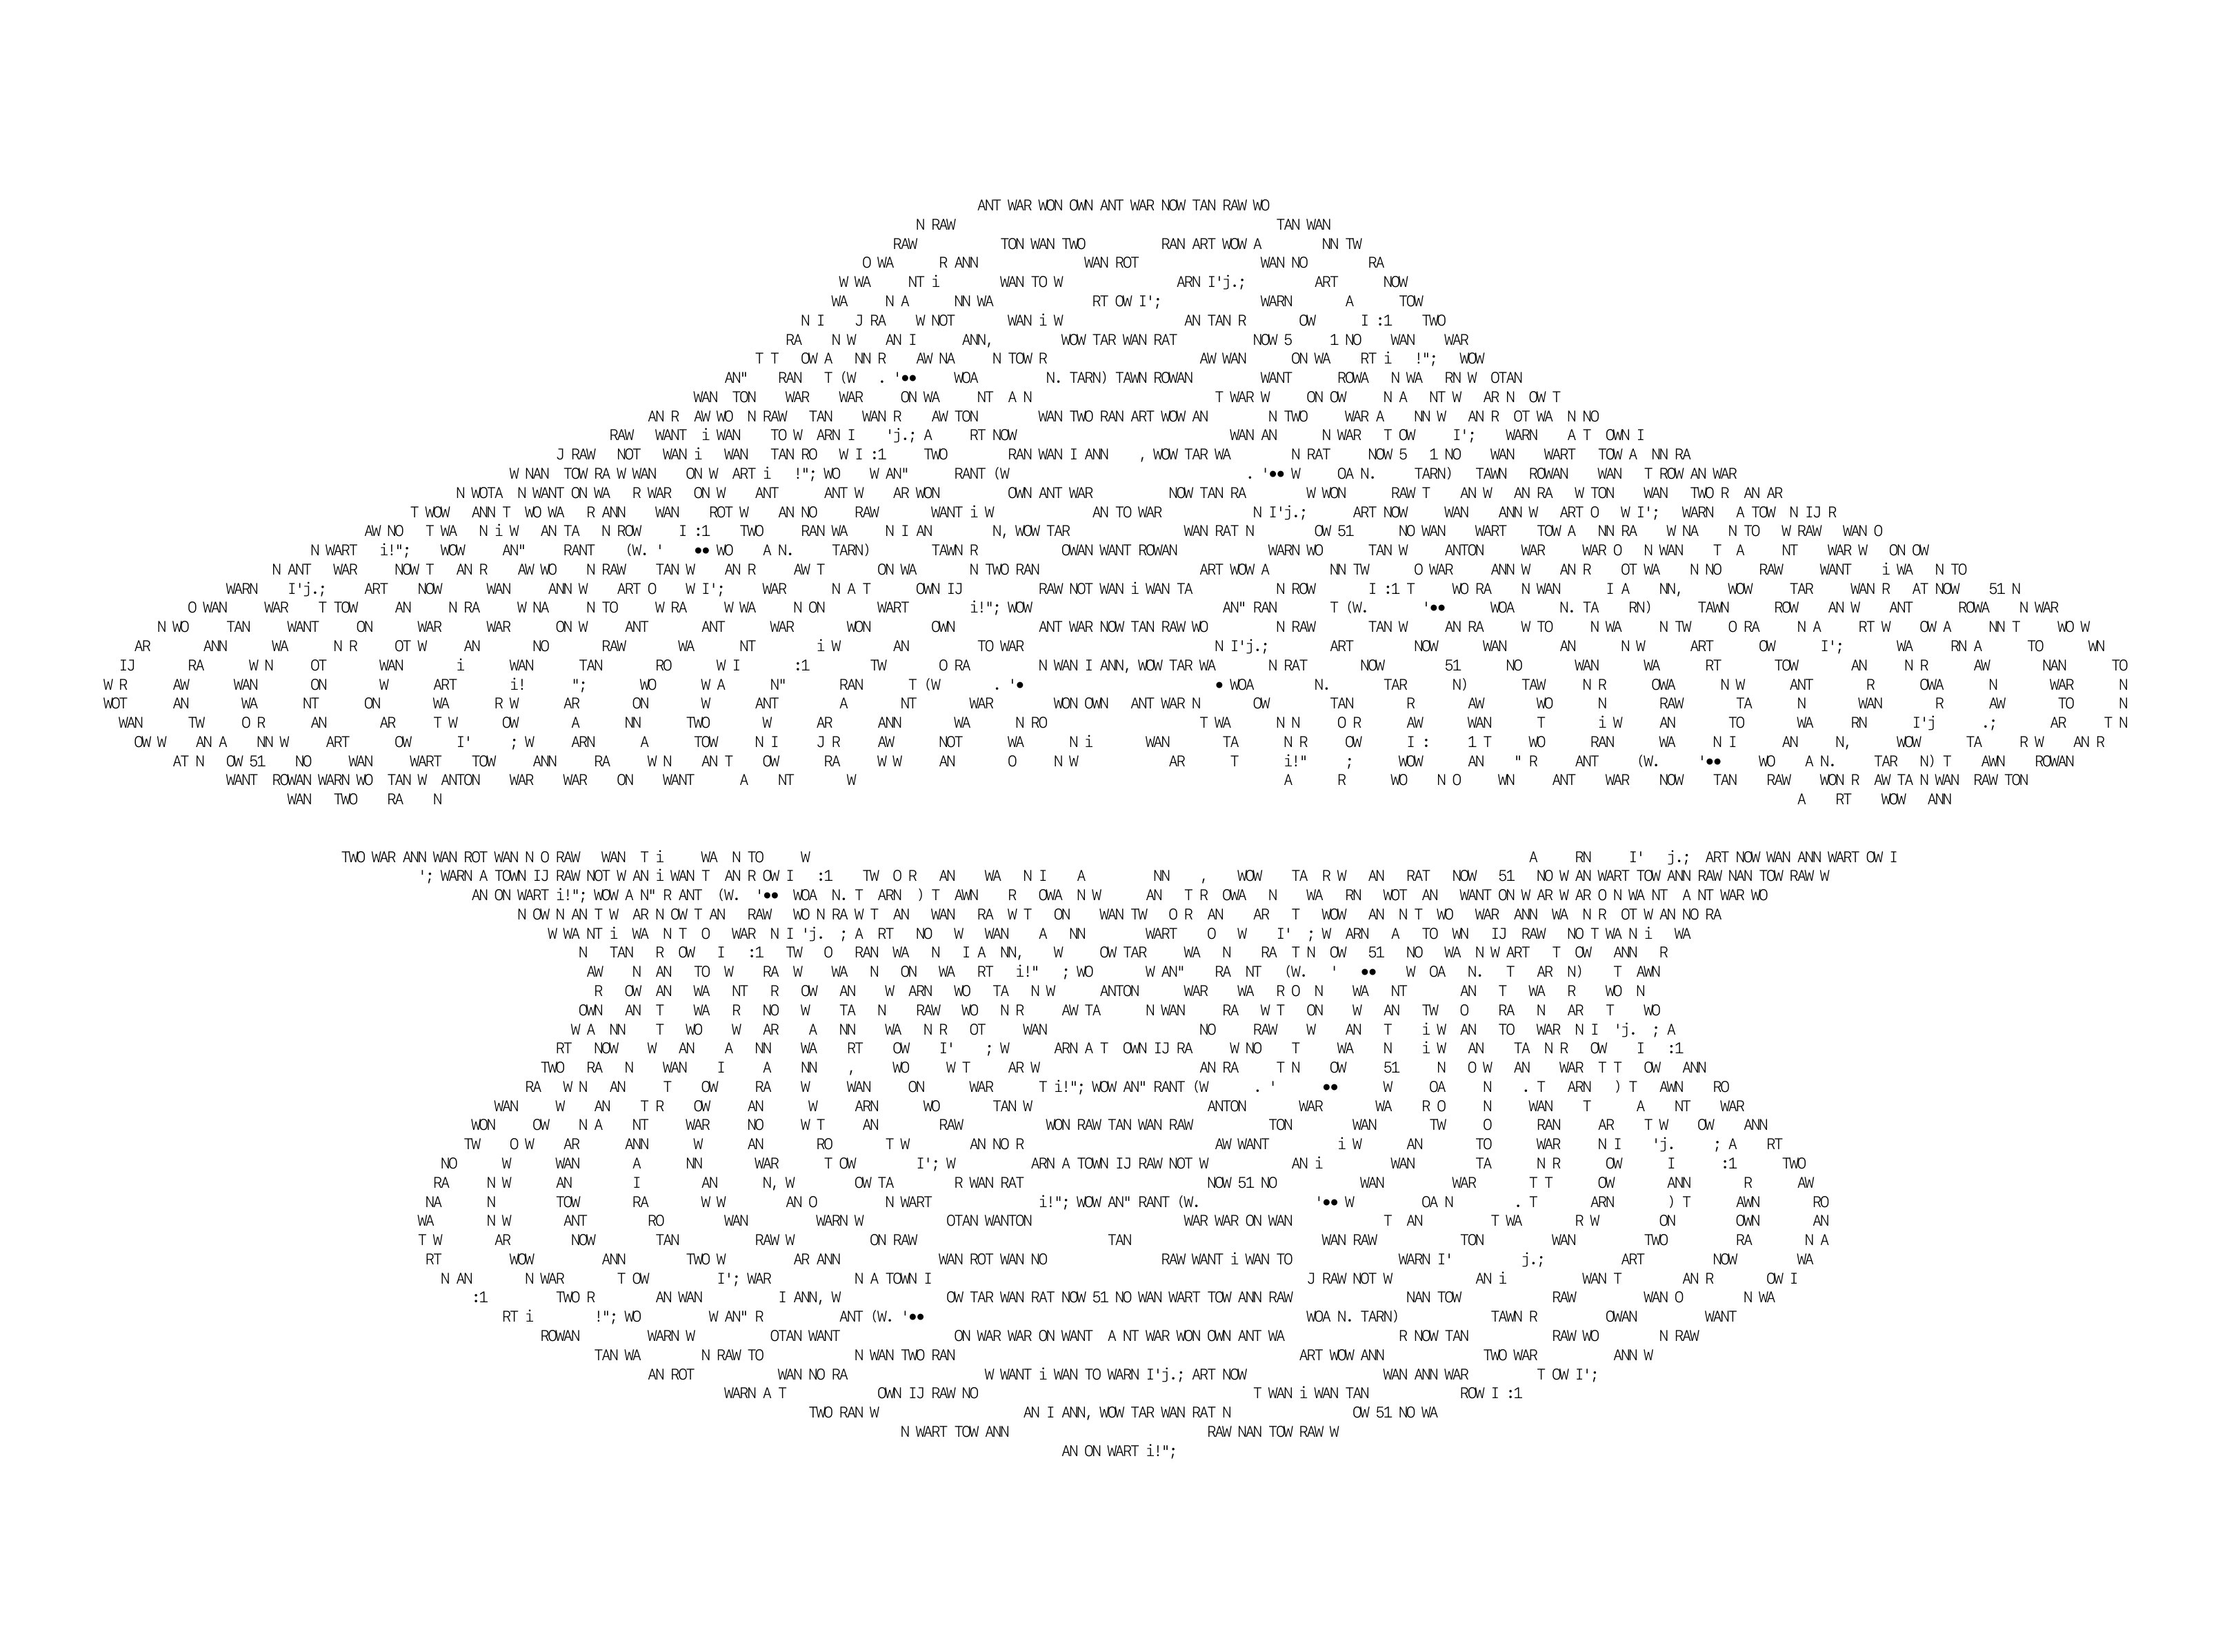 ANT WAR WON OWN ANT WAR NOW TAN RAW WO
N RAW TAN WAN
RAW TON WAN TWO RAN ART WOW A NN TW
O WA R ANN WAN ROT WAN NO RA
W WA NT i WAN TO W ARN I'j.; ART NOW
WA N A NN WA RT OW I'; WARN A TOW
N I J RA W NOT WAN i W AN TAN R OW I :1 TWO
RA N W AN I ANN, WOW TAR WAN RAT NOW 5 1 NO WAN WAR
T T OW A NN R AW NA N TOW R AW WAN ON WA RT i !"; WOW
AN" RAN T (W . '●● WOA N. TARN) TAWN ROWAN WANT ROWA N WA RN W OTAN
WAN TON WAR WAR ON WA NT A N T WAR W ON OW N A NT W AR N OW T
AN R AW WO N RAW TAN WAN R AW TON WAN TWO RAN ART WOW AN N TWO WAR A NN W AN R OT WA N NO
RAW WANT i WAN TO W ARN I 'j.; A RT NOW WAN AN N WAR T OW I'; WARN A T OWN I
J RAW NOT WAN i WAN TAN RO W I :1 TWO RAN WAN I ANN , WOW TAR WA N RAT NOW 5 1 NO WAN WART TOW A NN RA
W NAN TOW RA W WAN ON W ART i !"; WO W AN" RANT (W . '●● W OA N. TARN) TAWN ROWAN WAN T ROW AN WAR
N WOTA N WANT ON WA R WAR ON W ANT ANT W AR WON OWN ANT WAR NOW TAN RA W WON RAW T AN W AN RA W TON WAN TWO R AN AR
T WOW ANN T WO WA R ANN WAN ROT W AN NO RAW WANT i W AN TO WAR N I'j.; ART NOW WAN ANN W ART O W I'; WARN A TOW N IJ R
AW NO T WA N i W AN TA N ROW I :1 TWO RAN WA N I AN N, WOW TAR WAN RAT N OW 51 NO WAN WART TOW A NN RA W NA N TO W RAW WAN O
N WART i!"; WOW AN" RANT (W. ' ●● WO A N. TARN) TAWN R OWAN WANT ROWAN WARN WO TAN W ANTON WAR WAR O N WAN T A NT WAR W ON OW
N ANT WAR NOW T AN R AW WO N RAW TAN W AN R AW T ON WA N TWO RAN ART WOW A NN TW O WAR ANN W AN R OT WA N NO RAW WANT i WA N TO
WARN I'j.; ART NOW WAN ANN W ART O W I'; WAR N A T OWN IJ RAW NOT WAN i WAN TA N ROW I :1 T WO RA N WAN I A NN, WOW TAR WAN R AT NOW 51 N
O WAN WAR T TOW AN N RA W NA N TO W RA W WA N ON WART i!"; WOW AN" RAN T (W. '●● WOA N. TA RN) TAWN ROW AN W ANT ROWA N WAR
N WO TAN WANT ON WAR WAR ON W ANT ANT WAR WON OWN ANT WAR NOW TAN RAW WO N RAW TAN W AN RA W TO N WA N TW O RA N A RT W OW A NN T WO W
AR ANN WA N R OT W AN NO RAW WA NT i W AN TO WAR N I'j.; ART NOW WAN AN N W ART OW I'; WA RN A TO WN
IJ RA W N OT WAN i WAN TAN RO W I :1 TW O RA N WAN I ANN, WOW TAR WA N RAT NOW 51 NO WAN WA RT TOW AN N R AW NAN TO
W R AW WAN ON W ART i! "; WO W A N" RAN T (W . '● ● WOA N. TAR N) TAW N R OWA N W ANT R OWA N WAR N
WOT AN WA NT ON WA R W AR ON W ANT A NT WAR WON OWN ANT WAR N OW TAN R AW WO N RAW TA N WAN R AW TO N
WAN TW O R AN AR T W OW A NN TWO W AR ANN WA N RO T WA N N O R AW WAN T i W AN TO WA RN I'j .; AR T N
OW W AN A NN W ART OW I' ; W ARN A TOW N I J R AW NOT WA N i WAN TA N R OW I : 1 T WO RAN WA N I AN N, WOW TA R W AN R
AT N OW 51 NO WAN WART TOW ANN RA W N AN T OW RA W W AN O N W AR T i!" ; WOW AN " R ANT (W. '●● WO A N. TAR N) T AWN ROWAN
WANT ROWAN WARN WO TAN W ANTON WAR WAR ON WANT A NT W A R WO N O WN ANT WAR NOW TAN RAW WON R AW TA N WAN RAW TON
WAN TWO RA N A RT WOW ANN
TWO WAR ANN WAN ROT WAN N O RAW WAN T i WA N TO W A RN I' j.; ART NOW WAN ANN WART OW I
'; WARN A TOWN IJ RAW NOT W AN i WAN T AN R OW I :1 TW O R AN WA N I A NN , WOW TA R W AN RAT NOW 51 NO W AN WART TOW ANN RAW NAN TOW RAW W
AN ON WART i!"; WOW A N" R ANT (W. '●● WOA N. T ARN ) T AWN R OWA N W AN T R OWA N WA RN WOT AN WANT ON W AR W AR O N WA NT A NT WAR WO
N OW N AN T W AR N OW T AN RAW WO N RA W T AN WAN RA W T ON WAN TW O R AN AR T WOW AN N T WO WAR ANN WA N R OT W AN NO RA
W WA NT i WA N T O WAR N I 'j. ; A RT NO W WAN A NN WART O W I' ; W ARN A TO WN IJ RAW NO T WA N i WA
N TAN R OW I :1 TW O RAN WA N I A NN, W OW TAR WA N RA T N OW 51 NO WA N W ART T OW ANN R
AW N AN TO W RA W WA N ON WA RT i!" ; WO W AN" RA NT (W. ' ●● W OA N. T AR N) T AWN
R OW AN WA NT R OW AN W ARN WO TA N W ANTON WAR WA R O N WA NT AN T WA R WO N
OWN AN T WA R NO W TA N RAW WO N R AW TA N WAN RA W T ON W AN TW O RA N AR T WO
W A NN T WO W AR A NN WA N R OT WAN NO RAW W AN T i W AN TO WAR N I 'j. ; A
RT NOW W AN A NN WA RT OW I' ; W ARN A T OWN IJ RA W NO T WA N i W AN TA N R OW I :1
TWO RA N WAN I A NN , WO W T AR W AN RA T N OW 51 N O W AN WAR T T OW ANN
RA W N AN T OW RA W WAN ON WAR T i!"; WOW AN" RANT (W . ' ●● W OA N . T ARN ) T AWN RO
WAN W AN T R OW AN W ARN WO TAN W ANTON WAR WA R O N WAN T A NT WAR
WON OW N A NT WAR NO W T AN RAW WON RAW TAN WAN RAW TON WAN TW O RAN AR T W OW ANN
TW O W AR ANN W AN RO T W AN NO R AW WANT i W AN TO WAR N I 'j. ; A RT
NO W WAN A NN WAR T OW I'; W ARN A TOWN IJ RAW NOT W AN i WAN TA N R OW I :1 TWO
RA N W AN I AN N, W OW TA R WAN RAT NOW 51 NO WAN WAR T T OW ANN R AW
NA N TOW RA W W AN O N WART i!"; WOW AN" RANT (W. '●● W OA N . T ARN ) T AWN RO
WA N W ANT RO WAN WARN W OTAN WANTON WAR WAR ON WAN T AN T WA R W ON OWN AN
T W AR NOW TAN RAW W ON RAW TAN WAN RAW TON WAN TWO RA N A
RT WOW ANN TWO W AR ANN WAN ROT WAN NO RAW WANT i WAN TO WARN I' j.; ART NOW WA
N AN N WAR T OW I'; WAR N A TOWN I J RAW NOT W AN i WAN T AN R OW I
:1 TWO R AN WAN I ANN, W OW TAR WAN RAT NOW 51 NO WAN WART TOW ANN RAW NAN TOW RAW WAN O N WA
RT i !"; WO W AN" R ANT (W. '●● WOA N. TARN) TAWN R OWAN WANT
ROWAN WARN W OTAN WANT ON WAR WAR ON WANT A NT WAR WON OWN ANT WA R NOW TAN RAW WO N RAW
TAN WA N RAW TO N WAN TWO RAN ART WOW ANN TWO WAR ANN W
AN ROT WAN NO RA W WANT i WAN TO WARN I'j.; ART NOW WAN ANN WAR T OW I';
WARN A T OWN IJ RAW NO T WAN i WAN TAN ROW I :1
TWO RAN W AN I ANN, WOW TAR WAN RAT N OW 51 NO WA
N WART TOW ANN RAW NAN TOW RAW W
AN ON WART i!";